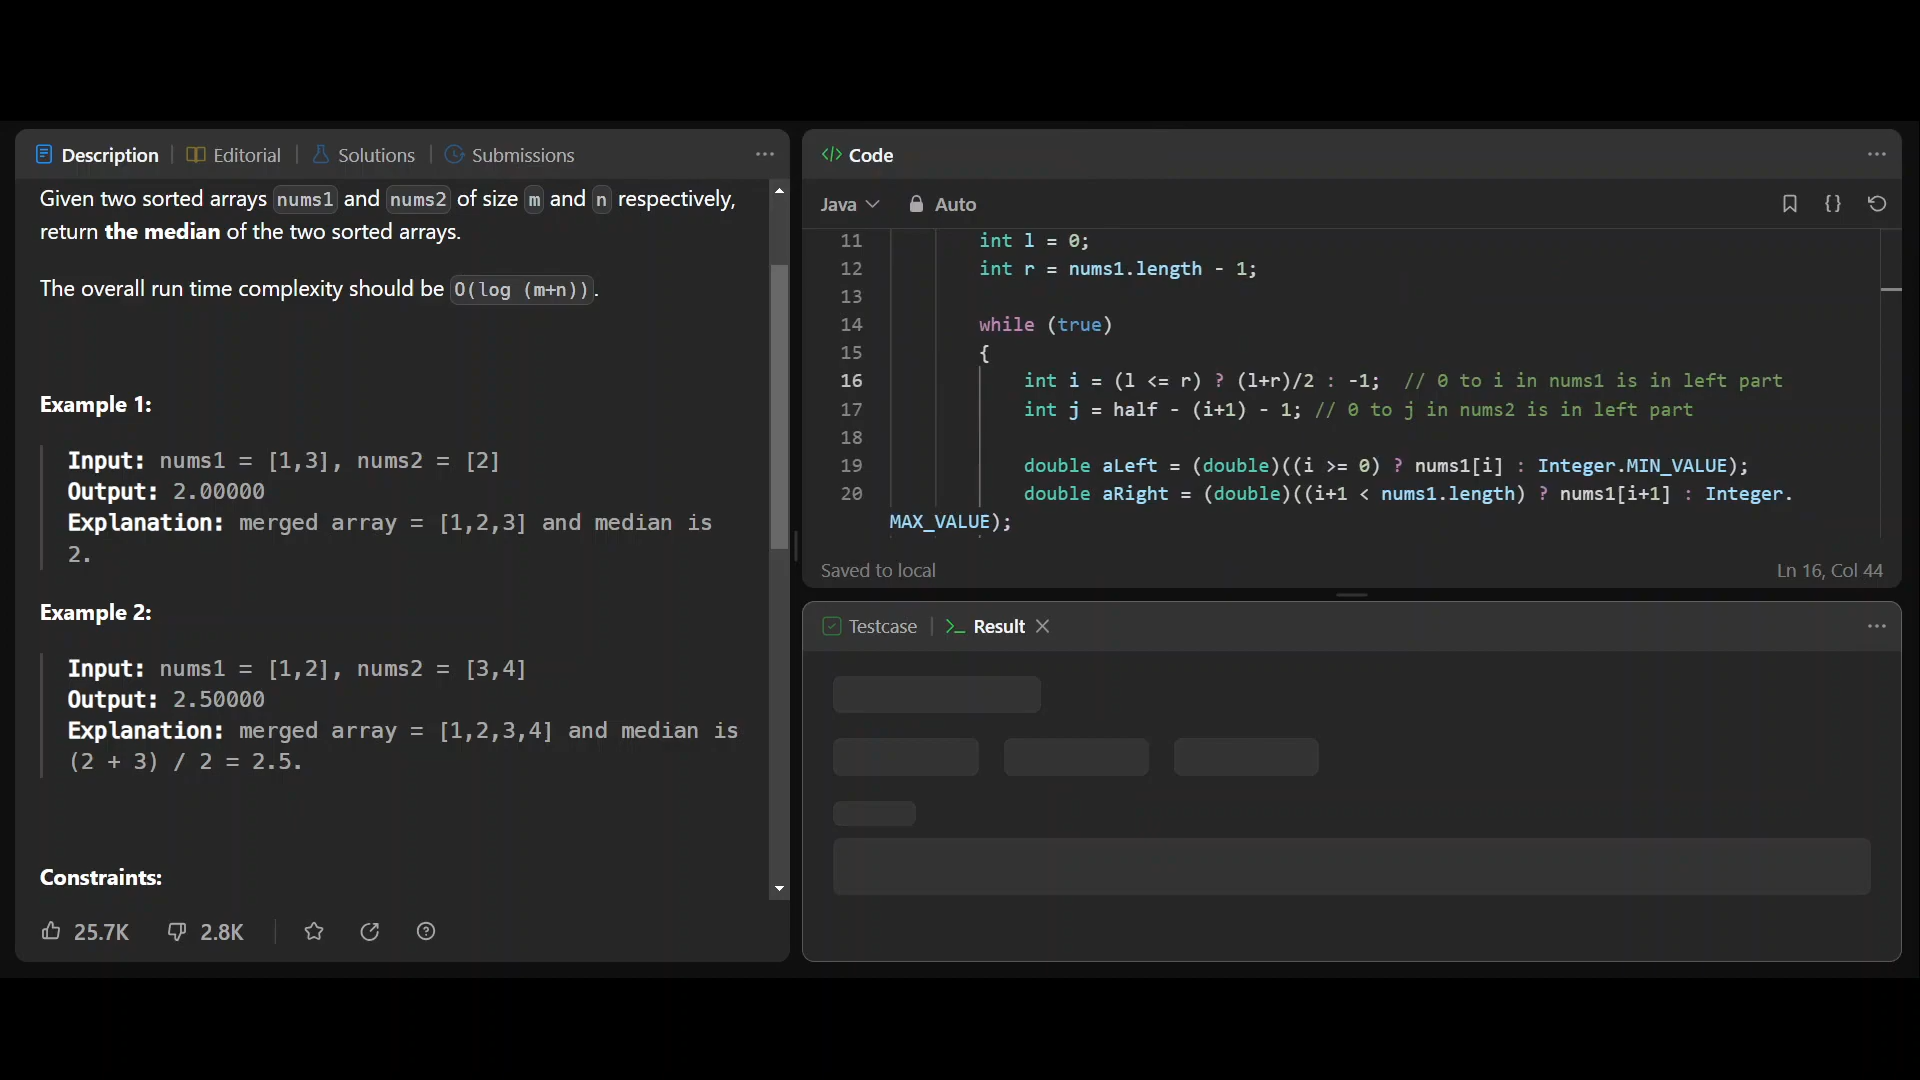 Description
Editorial
Solutions
Submissions
Given two sorted arrays nums1 and nums2 of size m and n respectively,
return the median of the two sorted arrays.
The overall run time complexity should be O(log (m+n)).
Example 1:
Input: nums1 = [1,3], nums2 = [2]
Output: 2.00000
Explanation: merged array = [1,2,3] and median is
2.
Example 2:
Input: nums1 = [1,2], nums2 = [3,4]
Output: 2.50000
Explanation: merged array = [1,2,3,4] and median is
(2 + 3) / 2 = 2.5.
Constraints:
25.7K
2.8K
</> Code
Java
Auto
{}
11 int l = 0;
12 int r = nums1.length - 1;
13
14 while (true)
15 {
16 int i = (l <= r) ? (l+r)/2 : -1; // 0 to i in nums1 is in left part
17 int j = half - (i+1) - 1; // 0 to j in nums2 is in left part
18
19 double aLeft = (double)((i >= 0) ? nums1[i] : Integer.MIN_VALUE);
20 double aRight = (double)((i+1 < nums1.length) ? nums1[i+1] : Integer.
MAX_VALUE);
Saved to local
Ln 16, Col 44
Testcase
>_ Result